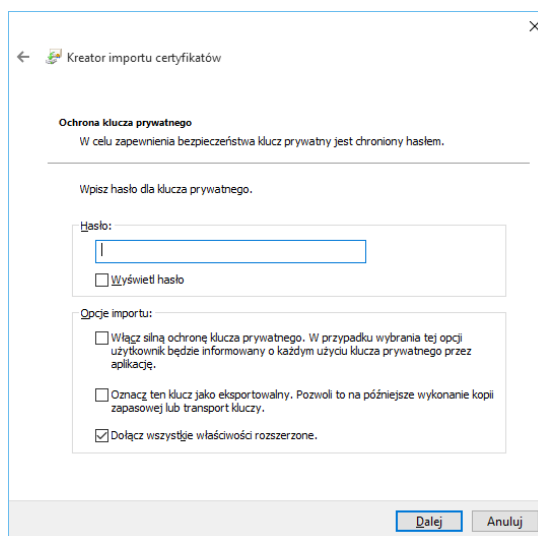 Kreator importu certyfikatów
Ochrona klucza prywatnego
W celu zapewnienia bezpieczeństwa klucz prywatny jest chroniony hasłem.
Wpisz hasło dla klucza prywatnego.
Hasło:
Wyświetl hasło
Opcje importu:
Włącz silną ochronę klucza prywatnego. W przypadku wybrania tej opcji
użytkownik będzie informowany o każdym użyciu klucza prywatnego przez
aplikację.
Oznacz ten klucz jako eksportowalny. Pozwoli to na późniejsze wykonanie kopii
zapasowej lub transport kluczy.
Dołącz wszystkie właściwości rozszerzone.
Dalej
Anuluj